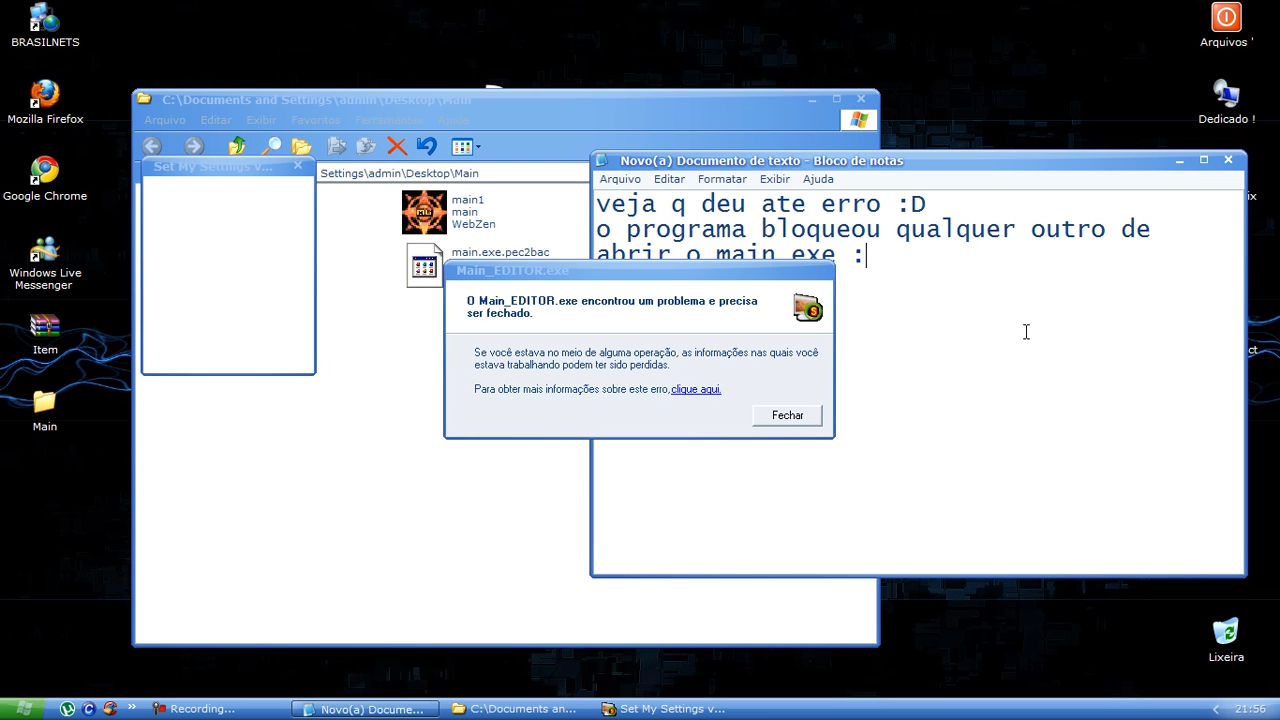 BRASILNETS
Mozilla Firefox
Google Chrome
Windows Live
Messenger
Item
Main
Arquivos '
Dedicado !
ix
ct
Lixeira
C:\Documents and Settings\admin\Desktop\Main
Arquivo Editar Exibir Favoritos Ferramentas Ajuda
Settings\admin\Desktop\Main
Set My Settings v...
main1
main
WebZen
main.exe.pec2bac
Novo(a) Documento de texto - Bloco de notas
Arquivo Editar Formatar Exibir Ajuda
veja q deu ate erro :D
o programa bloqueou qualquer outro de
abrir o main exe :
Main_EDITOR.exe
O Main_EDITOR.exe encontrou um problema e precisa
ser fechado.
Se você estava no meio de alguma operação, as informações nas quais você
estava trabalhando podem ter sido perdidas.
Para obter mais informações sobre este erro, clique aqui.
Fechar
Recording...
Novo(a) Docume...
C:\Documents an...
Set My Settings v...
21:56